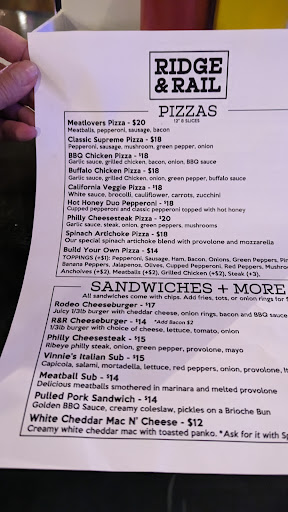 RIDGE
& RAIL
PIZZAS
12" 6 SLICES
Meatlovers Pizza - $20
Meatballs, pepperoni, sausage, bacon
Classic Supreme Pizza - $18
Pepperoni, sausage, mushroom, green pepper, onion
BBQ Chicken Pizza - $18
Garlic sauce, grilled chicken, bacon, onion, BBQ sauce
Buffalo Chicken Pizza - $18
Garlic sauce, grilled Chicken, onion, green pepper, buffalo sauce
California Veggie Pizza - $18
White sauce, brocolli, cauliflower, carrots, zucchini
Hot Honey Duo Pepperoni - $18
Cupped pepperoni and classic pepperoni topped with hot honey
Philly Cheesesteak Pizza - $20
Garlic sauce, steak, onion, green peppers, mushrooms
Spinach Artichoke Pizza - $18
Our special spinach artichoke blend with provolone and mozzarella
Build Your Own Pizza - $14
TOPPINGS (+$1): Pepperoni, Sausage, Ham, Bacon, Onions, Green Peppers,
Banana Peppers, Jalapenos, Olives, Cupped Pepperoni, Red Peppers,
Anchoives (+$2), Meatballs (+$2), Grilled Chicken (+$2), Steak (+3),
SANDWICHES + MORE
All sandwiches come with chips. Add fries, tots, or onion rings for
Rodeo Cheeseburger - $17
Juicy 1/3lb burger with cheddar cheese, onion rings, bacon and BBQ
R&R Cheeseburger - $14 *Add Bacon $2
1/3lb burger with choice of cheese, lettuce, tomato, onion
Philly Cheesesteak - $15
Ribeye philly steak, onion, green pepper, provolone, mayo
Vinnie's Italian Sub - $15
Capicola, salami, mortadella, lettuce, red peppers, onion, provolone,
Meatball Sub - $14
Delicious meatballs smothered in marinara and melted provolone
Pulled Pork Sandwich - $14
Golden BBQ Sauce, creamy coleslaw, pickles on a Brioche Bun
White Cheddar Mac N' Cheese - $12
Creamy white cheddar mac with toasted panko. *Ask for it with